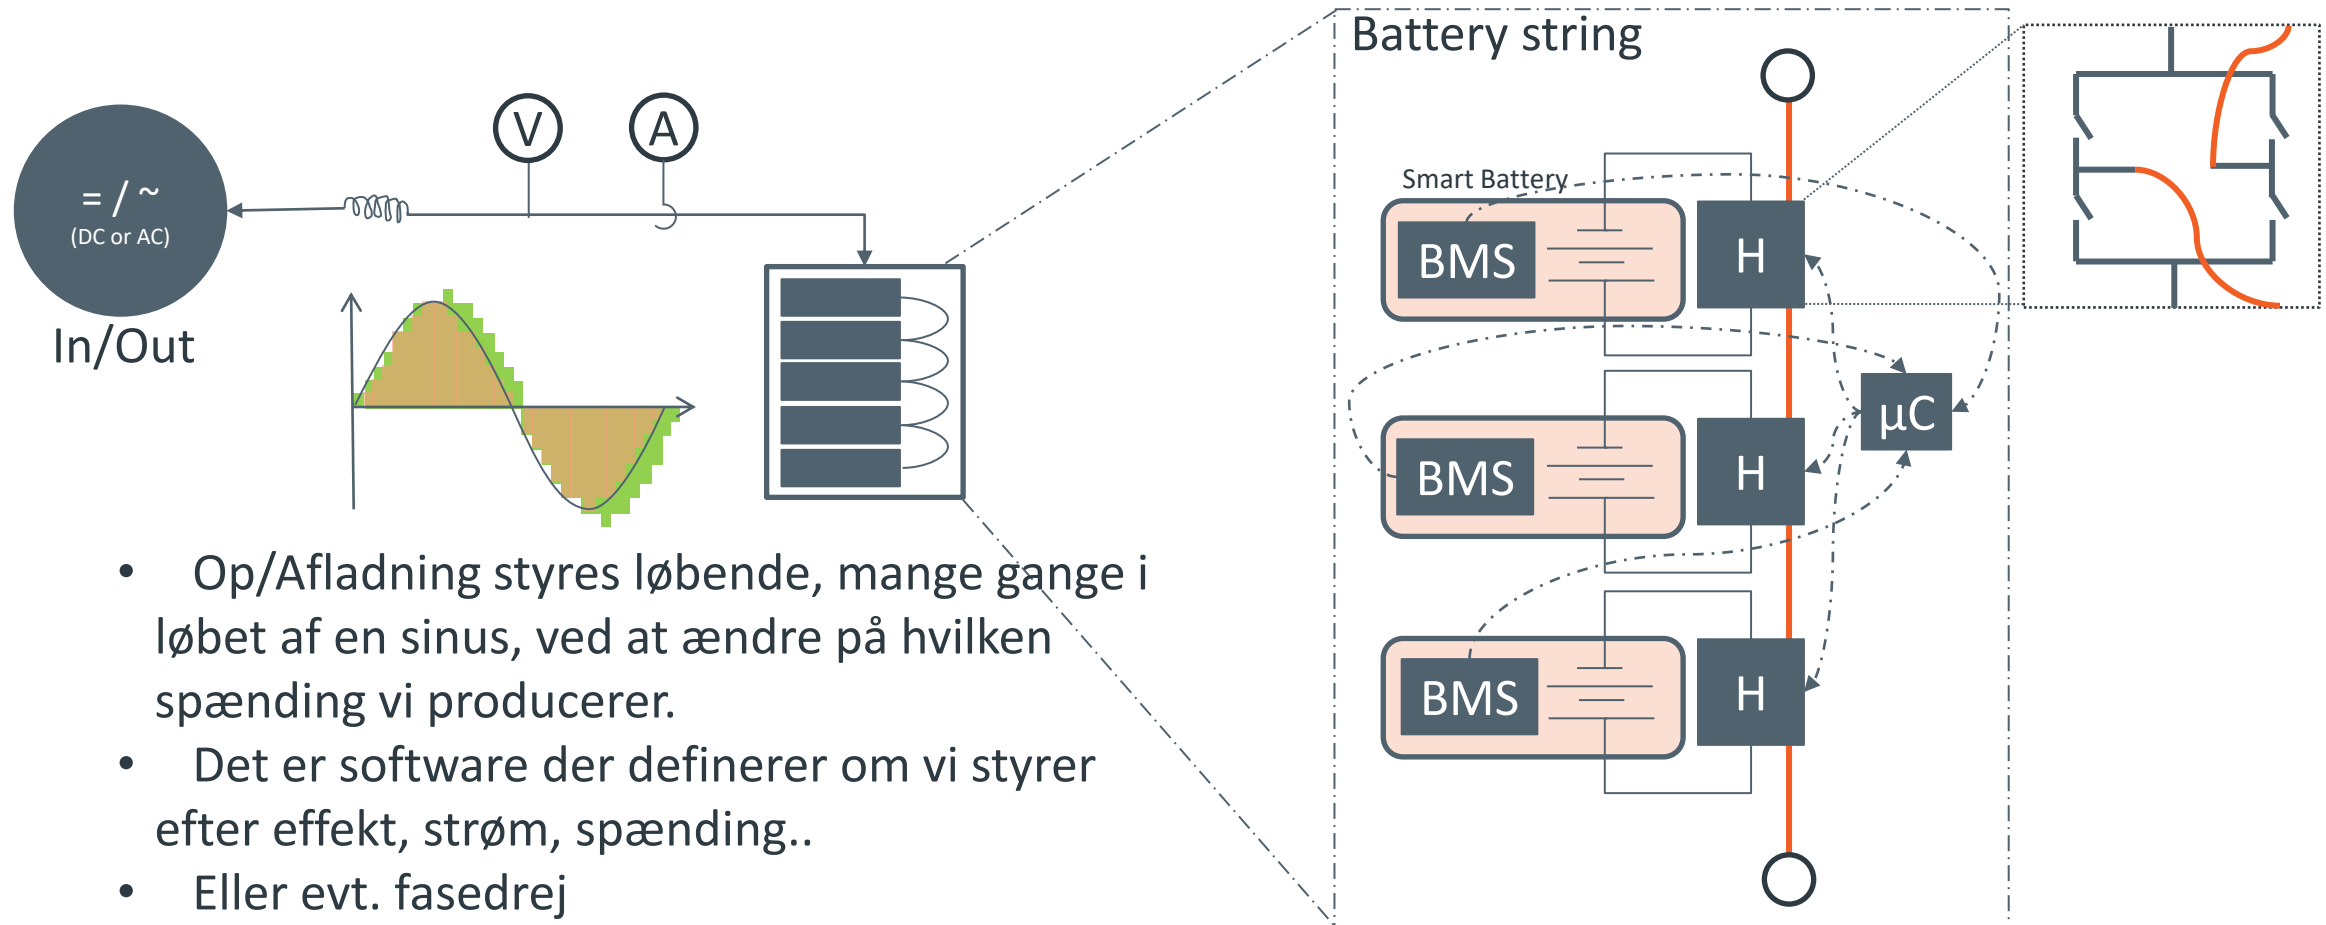 Battery string
V
A
= / ~
(DC or AC)
In/Out
Smart Battery
BMS
H
µC
BMS
H
BMS
H
• Op/Afladning styres løbende, mange gange i
løbet af en sinus, ved at ændre på hvilken
spænding vi producerer.
• Det er software der definerer om vi styrer
efter effekt, strøm, spænding..
• Eller evt. fasedrej